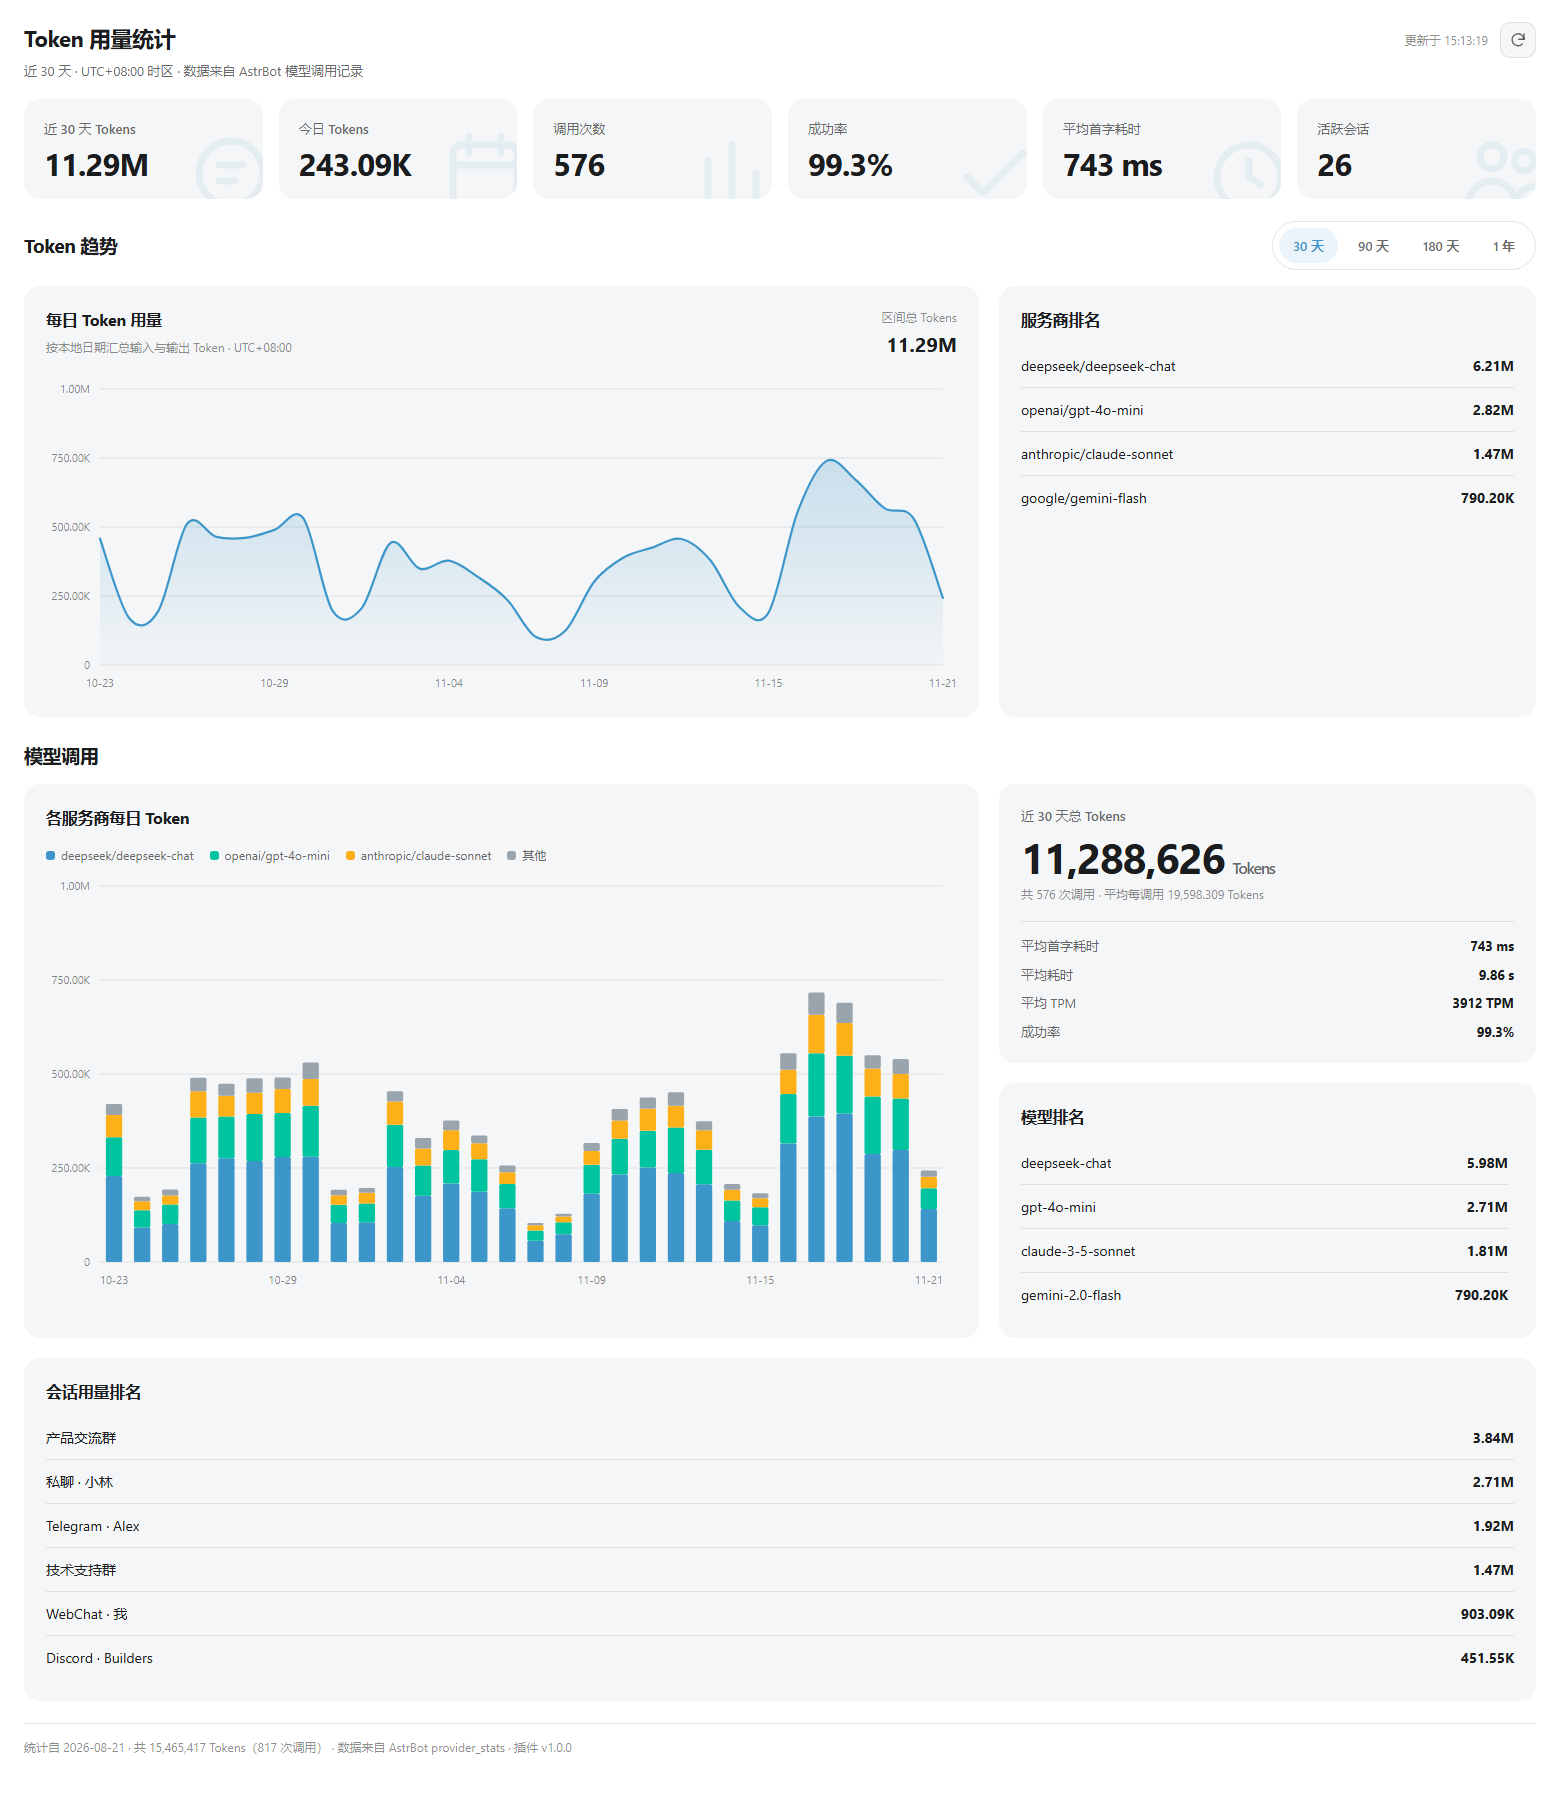 Token 用量统计
更新于 15:13:19
近 30 天 · UTC+08:00 时区 · 数据来自 AstrBot 模型调用记录
近 30 天 Tokens
11.29M
今日 Tokens
243.09K
调用次数
576
成功率
99.3%
平均首字耗时
743 ms
活跃会话
26
Token 趋势
30 天
90 天
180 天
1 年
每日 Token 用量
按本地日期汇总输入与输出 Token · UTC+08:00
区间总 Tokens
11.29M
1.00M
750.00K
500.00K
250.00K
0
10-23
10-29
11-04
11-09
11-15
11-21
服务商排名
deepseek/deepseek-chat 6.21M
openai/gpt-4o-mini 2.82M
anthropic/claude-sonnet 1.47M
google/gemini-flash 790.20K
模型调用
各服务商每日 Token
deepseek/deepseek-chat
openai/gpt-4o-mini
anthropic/claude-sonnet
其他
1.00M
750.00K
500.00K
250.00K
0
10-23
10-29
11-04
11-09
11-15
11-21
近 30 天总 Tokens
11,288,626 Tokens
共 576 次调用 · 平均每调用 19,598.309 Tokens
平均首字耗时 743 ms
平均耗时 9.86 s
平均 TPM 3912 TPM
成功率 99.3%
模型排名
deepseek-chat 5.98M
gpt-4o-mini 2.71M
claude-3-5-sonnet 1.81M
gemini-2.0-flash 790.20K
会话用量排名
产品交流群 3.84M
私聊 · 小林 2.71M
Telegram · Alex 1.92M
技术支持群 1.47M
WebChat · 我 903.09K
Discord · Builders 451.55K
统计自 2026-08-21 · 共 15,465,417 Tokens（817 次调用） · 数据来自 AstrBot provider_stats · 插件 v1.0.0